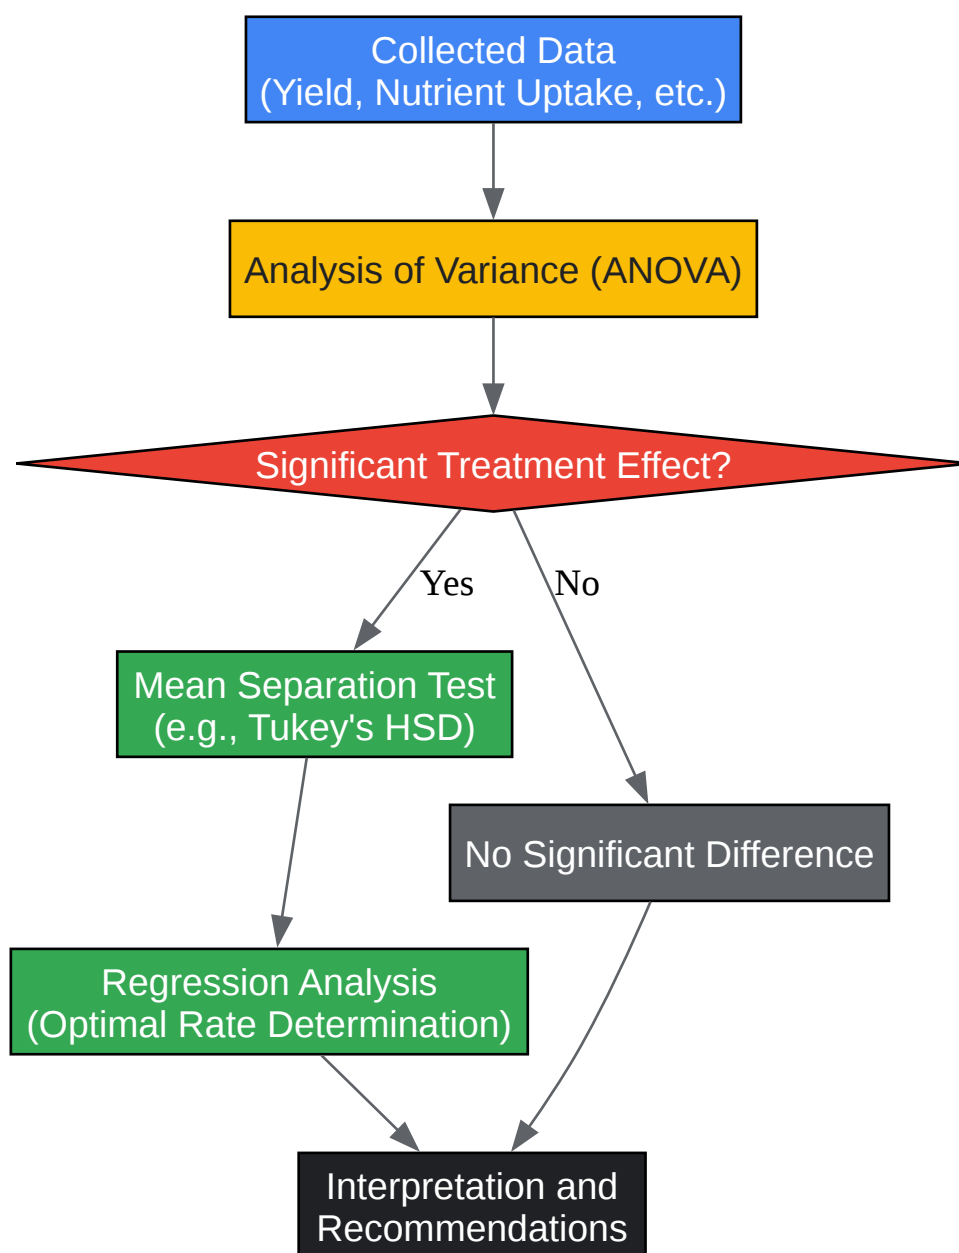 Collected Data
(Yield, Nutrient Uptake, etc.)
Analysis of Variance (ANOVA)
Significant Treatment Effect?
Yes
No
Mean Separation Test
(e.g., Tukey's HSD)
No Significant Difference
Regression Analysis
(Optimal Rate Determination)
Interpretation and
Recommendations